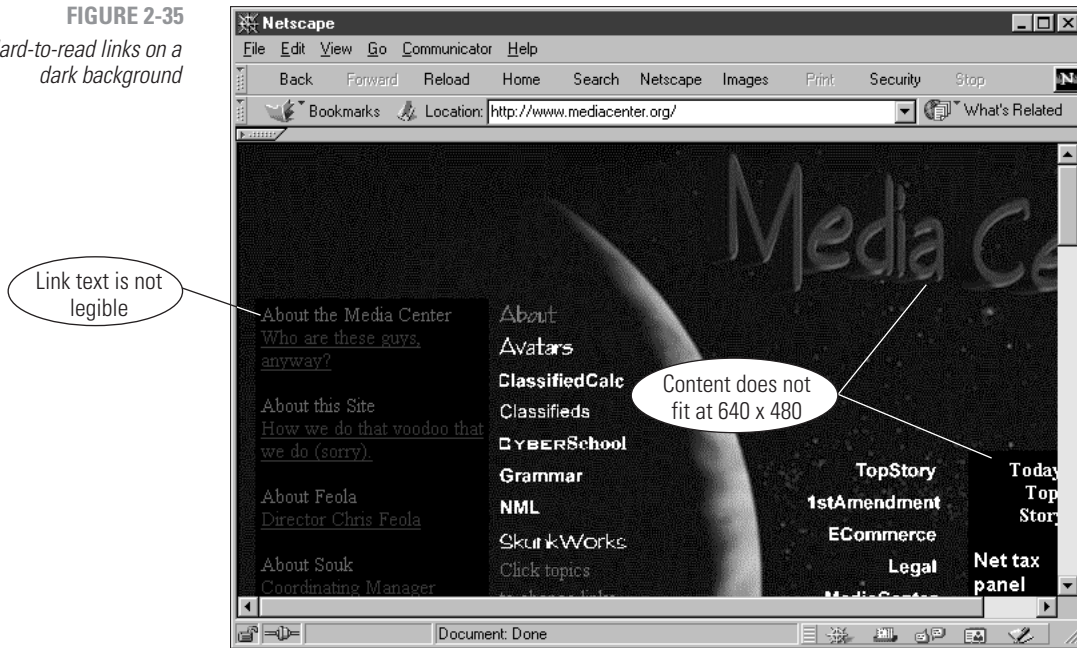 FIGURE 2-35
ard-to-read links on a
dark background
Netscape
File Edit View Go Communicator Help
Back Forward Reload Home Search Netscape Images Print Security Stop N
Bookmarks Location: http://www.mediacenter.org/ What's Related
Media Ce
Link text is not
legible
About the Media Center
Who are these guys,
anyway?
About this Site
How we do that voodoo that
we do (sorry).
About Feola
Director Chris Feola
About Souk
Coordinating Manager
About
Avatars
ClassifiedCalc
Classifieds
CYBERSchool
Grammar
NML
SkunkWorks
Click topics
to change links
Content does not
fit at 640 x 480
TopStory
1stAmendment
ECommerce
Legal
MediaCenter
Today
Top
Story
Net tax
panel
Document: Done